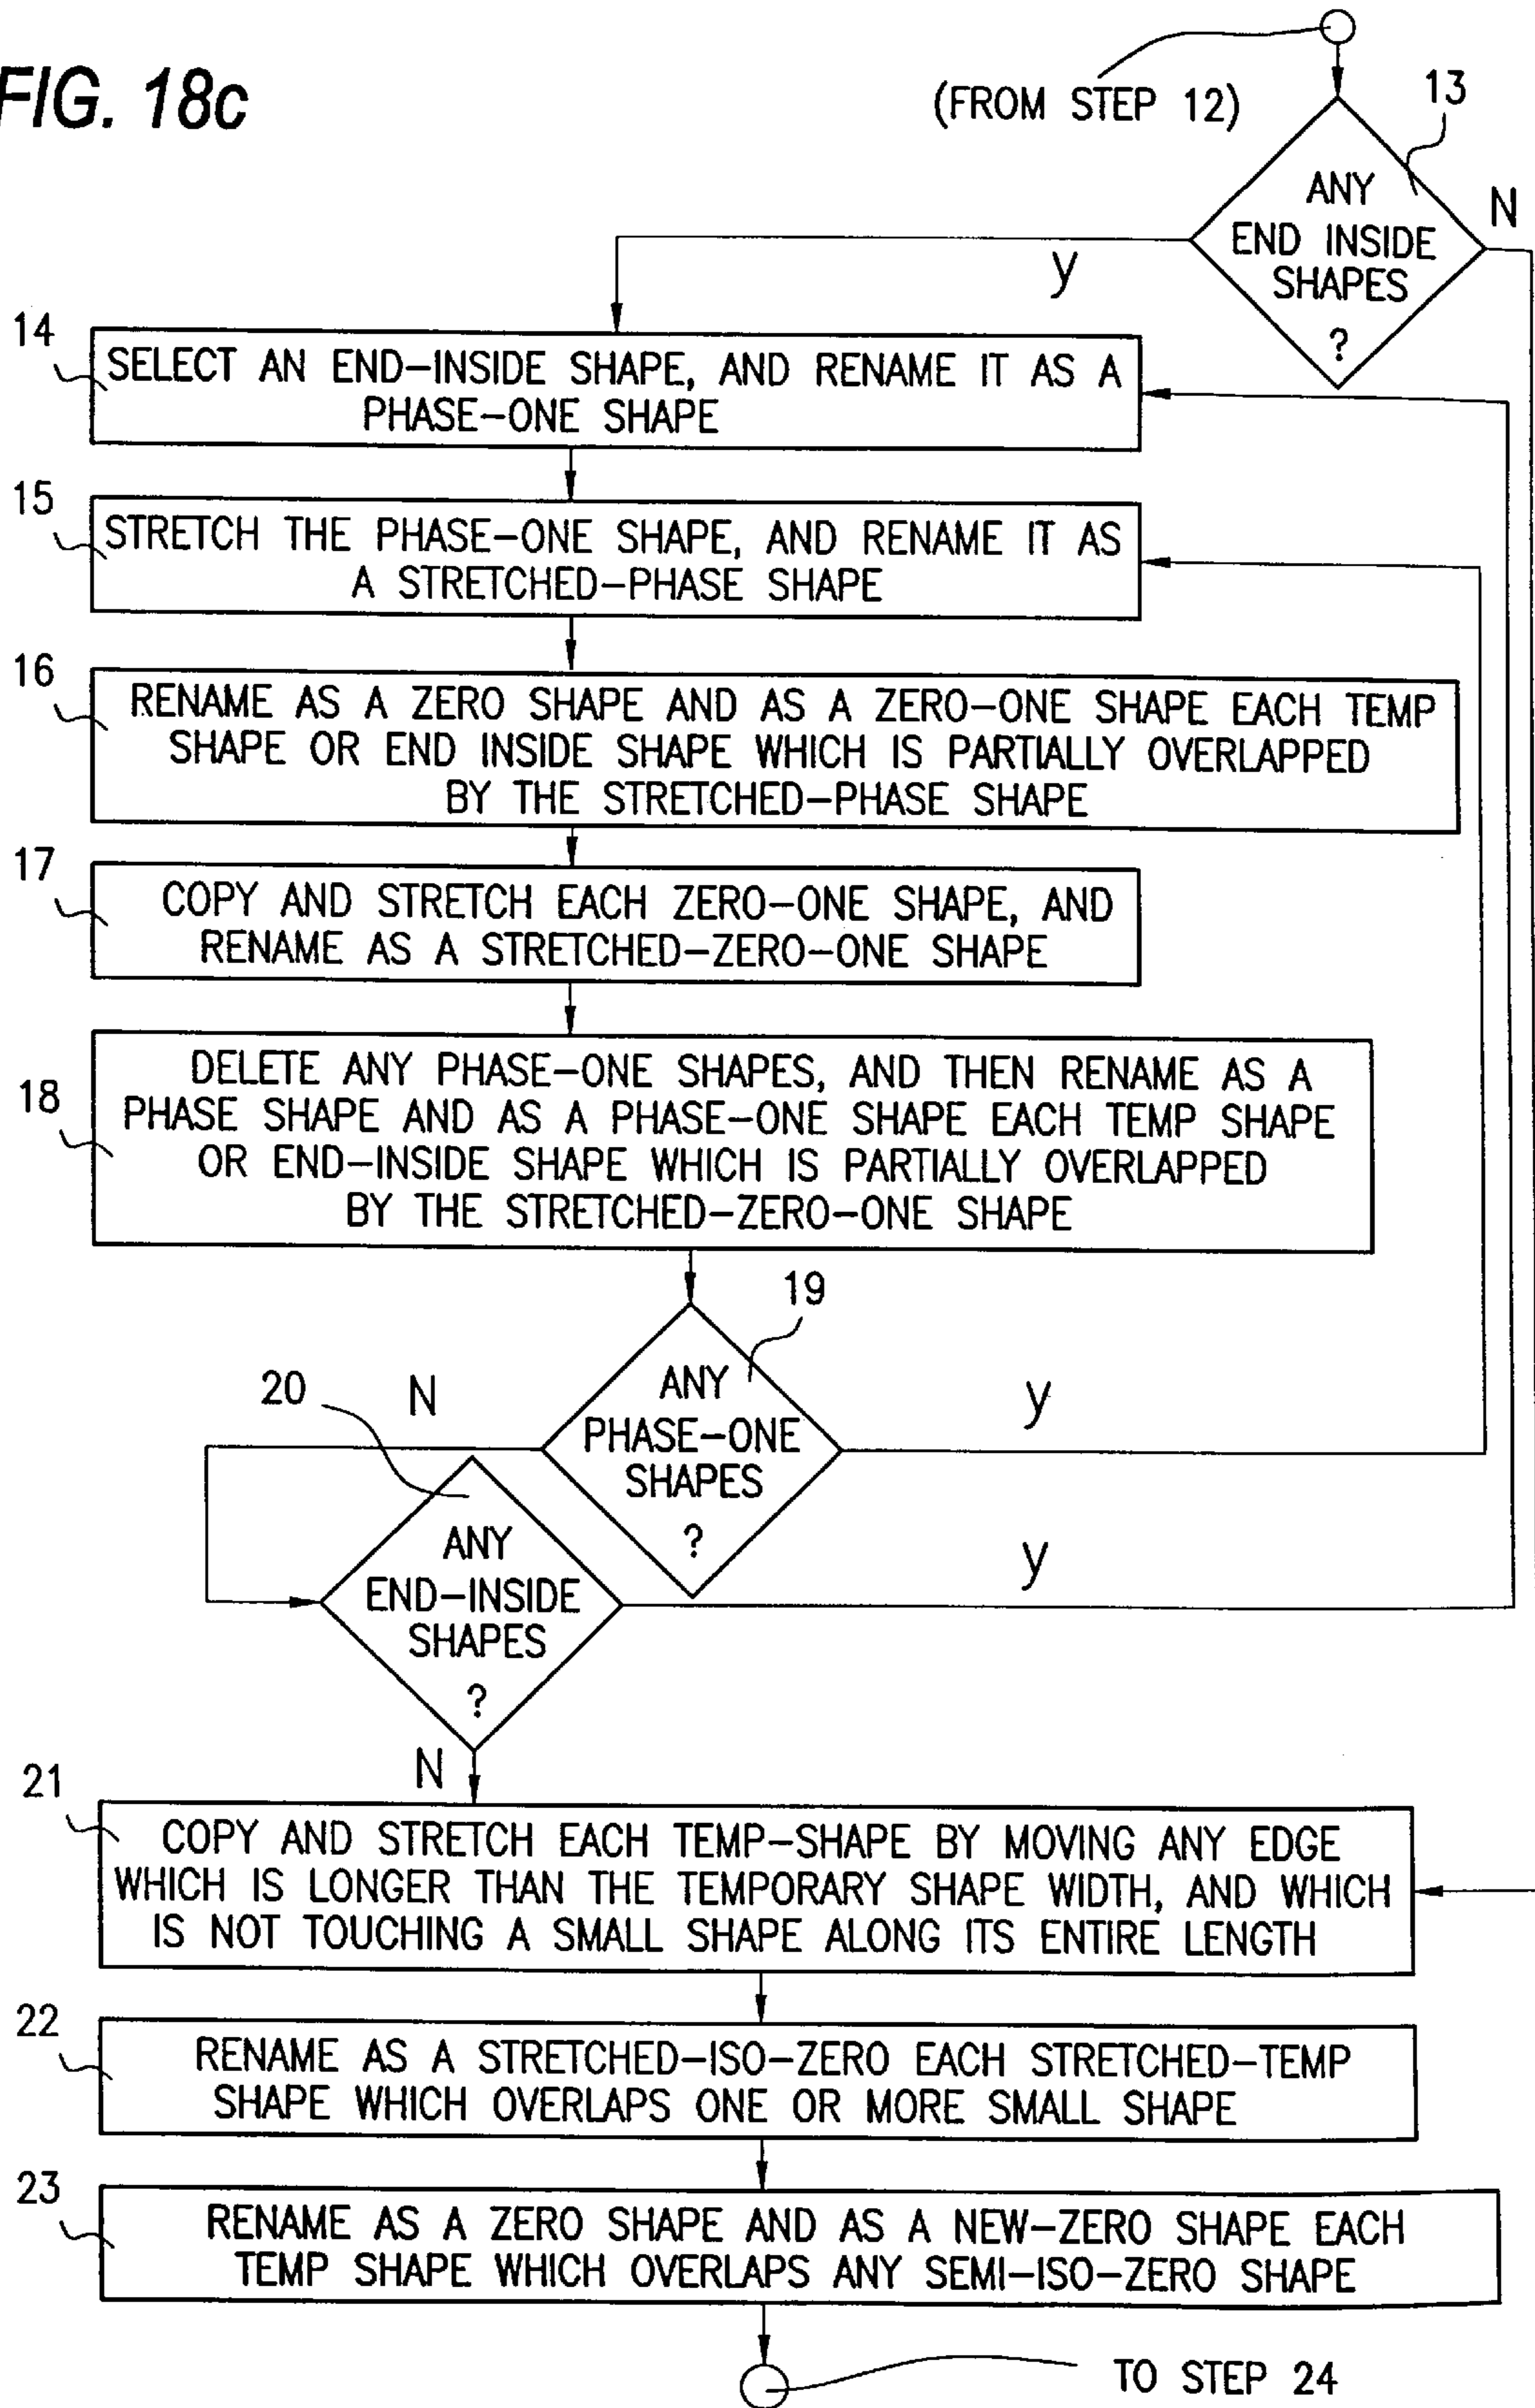 FIG. 18c
(FROM STEP 12)
13
ANY
END INSIDE
SHAPES
?
N
y
14
SELECT AN END-INSIDE SHAPE, AND RENAME IT AS A
PHASE-ONE SHAPE
15
STRETCH THE PHASE-ONE SHAPE, AND RENAME IT AS
A STRETCHED-PHASE SHAPE
16
RENAME AS A ZERO SHAPE AND AS A ZERO-ONE SHAPE EACH TEMP
SHAPE OR END INSIDE SHAPE WHICH IS PARTIALLY OVERLAPPED
BY THE STRETCHED-PHASE SHAPE
17
COPY AND STRETCH EACH ZERO-ONE SHAPE, AND
RENAME AS A STRETCHED-ZERO-ONE SHAPE
18
DELETE ANY PHASE-ONE SHAPES, AND THEN RENAME AS A
PHASE SHAPE AND AS A PHASE-ONE SHAPE EACH TEMP SHAPE
OR END-INSIDE SHAPE WHICH IS PARTIALLY OVERLAPPED
BY THE STRETCHED-ZERO-ONE SHAPE
19
ANY
PHASE-ONE
SHAPES
?
N
y
20
ANY
END-INSIDE
SHAPES
?
y
N
21
COPY AND STRETCH EACH TEMP-SHAPE BY MOVING ANY EDGE
WHICH IS LONGER THAN THE TEMPORARY SHAPE WIDTH, AND WHICH
IS NOT TOUCHING A SMALL SHAPE ALONG ITS ENTIRE LENGTH
22
RENAME AS A STRETCHED-ISO-ZERO EACH STRETCHED-TEMP
SHAPE WHICH OVERLAPS ONE OR MORE SMALL SHAPE
23
RENAME AS A ZERO SHAPE AND AS A NEW-ZERO SHAPE EACH
TEMP SHAPE WHICH OVERLAPS ANY SEMI-ISO-ZERO SHAPE
TO STEP 24